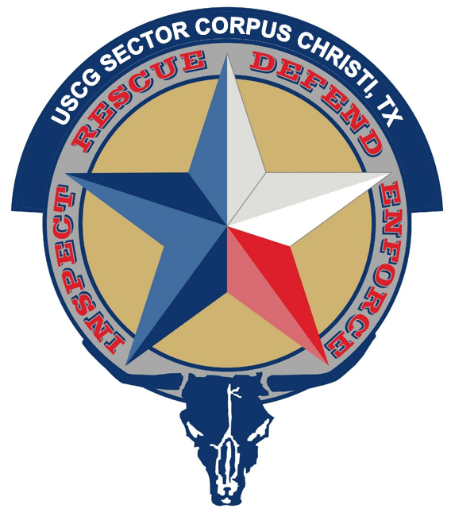 USCG SECTOR CORPUS CHRISTI, TX
INSPECT RESCUE DEFEND ENFORCE